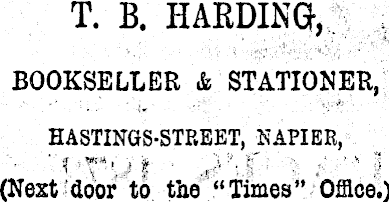 T. B. HARDING,
BOOKSELLER & STATIONER,
HASTINGS-STREET, NAPIER,
(Next door to the "Times" Office.)